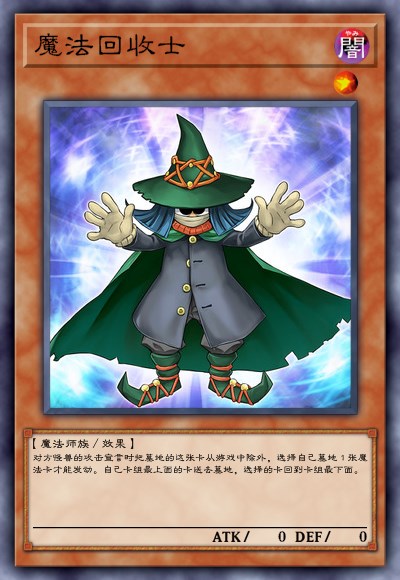 魔法回收士
やみ
闇
【魔法师族／效果】
对方怪兽的攻击宣言时把墓地的这张卡从游戏中除外，选择自己墓地1张魔
法卡才能发动。自己卡组最上面的卡送去墓地，选择的卡回到卡组最下面。
ATK/ 0 DEF/ 0